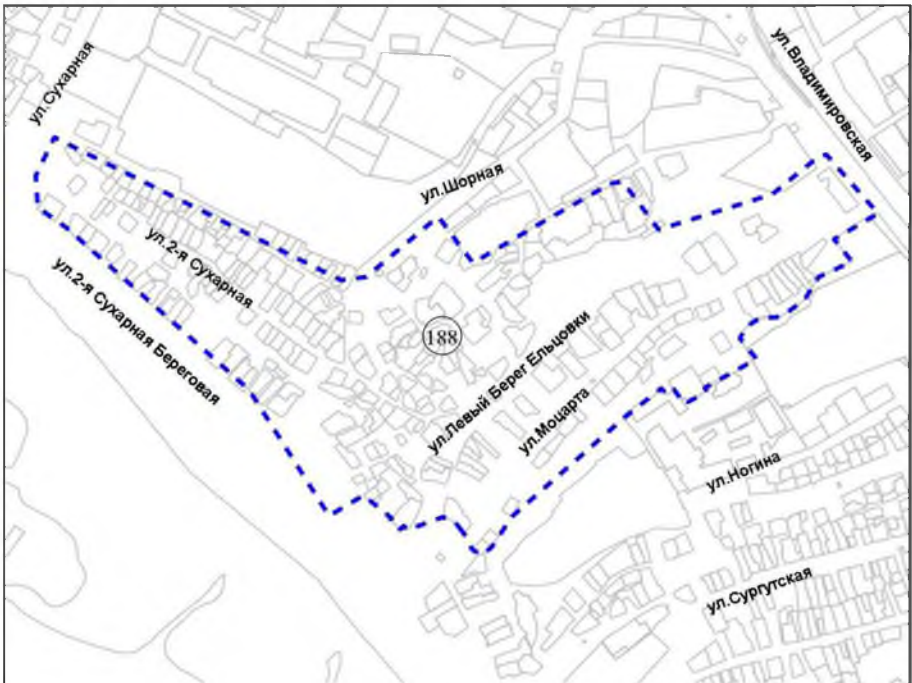 ул.Сухарная
ул.Владимировская
ул.Шорная
ул.2-я Сухарная
ул.2-я Сухарная Береговая
188
ул.Левый Берег Ельцовки
ул.Моцарта
ул.Ногина
ул.Сургутская